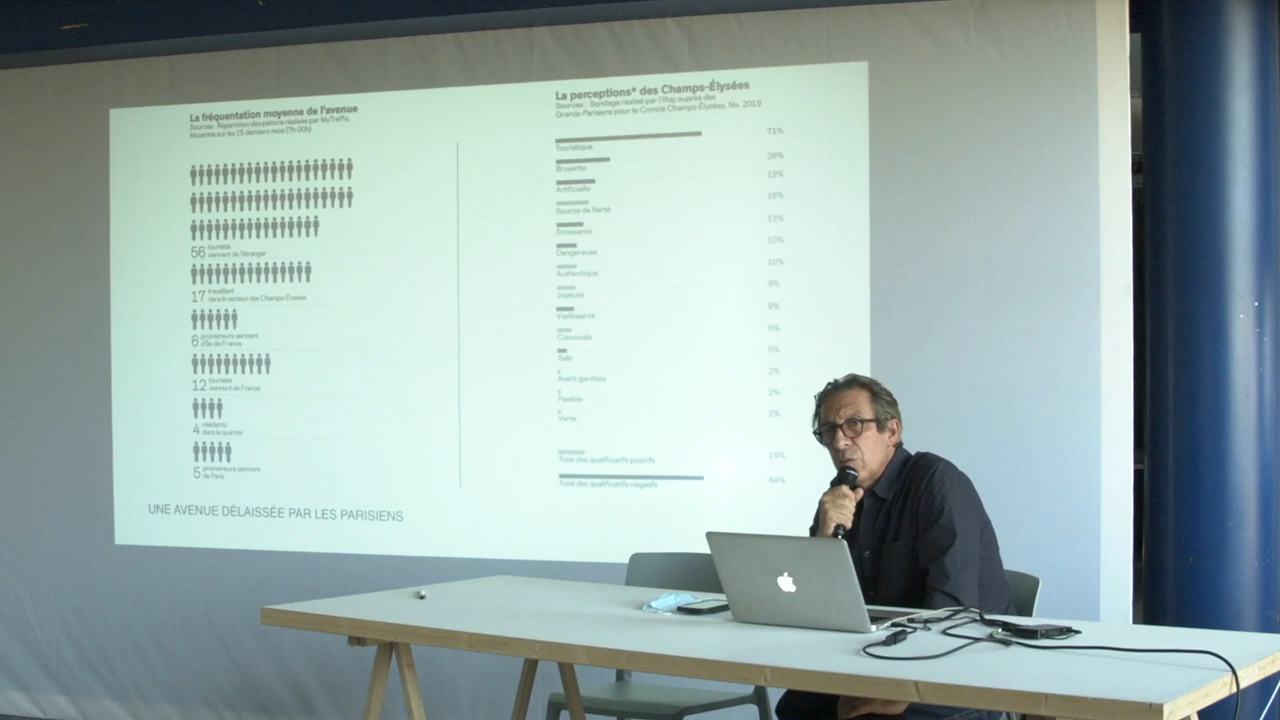 La fréquentation moyenne de l'avenue
Sources : Répartition des piétons réalisée par MyTraffic.
Moyenne sur les 15 derniers mois (7h-00h)
56 touristes
viennent de l'étranger
17 travaillent
dans le secteur des Champs-Élysées
6 promeneurs viennent
d'Île de France
12 touristes
viennent de France
4 résidents
dans le quartier
5 promeneurs viennent
de Paris
UNE AVENUE DÉLAISSÉE PAR LES PARISIENS
La perceptions* des Champs-Élysées
Sources : Sondage réalisé par l'Ifop auprès des
Grands-Parisiens pour le Comité Champs-Élysées, fév. 2019
71%
Touristique
26%
Bruyante
19%
Artificielle
16%
Source de fierté
13%
Stressante
10%
Dangereuse
10%
Authentique
9%
Joyeuse
9%
Vieillissante
6%
Conviviale
5%
Sale
2%
Avant-gardiste
2%
Paisible
2%
Verte
16%
Total des qualificatifs positifs
64%
Total des qualificatifs négatifs